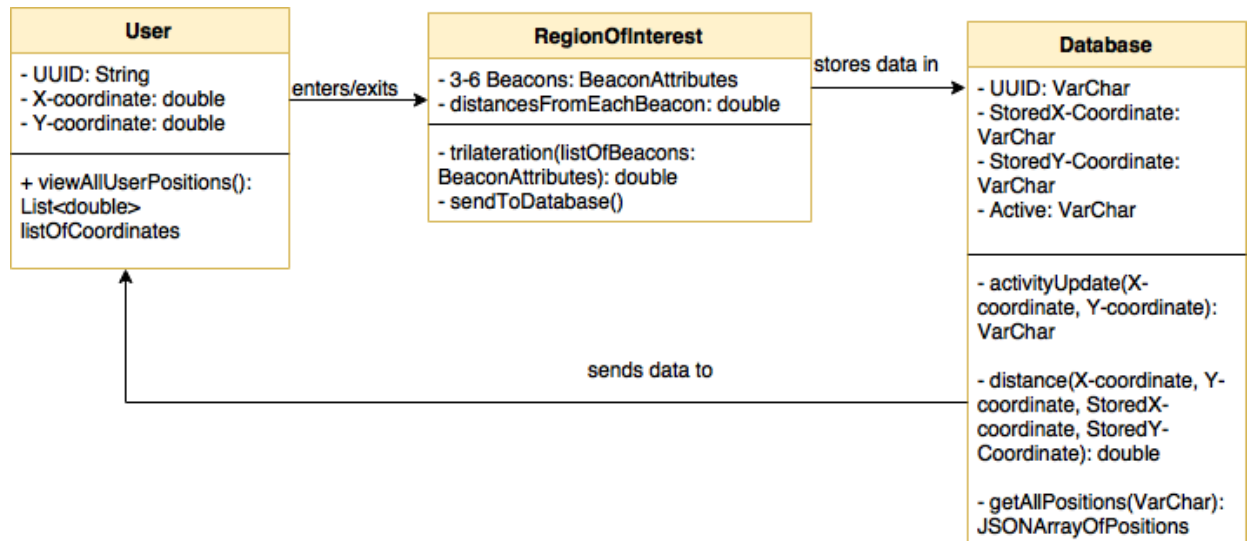 User
- UUID: String
- X-coordinate: double
- Y-coordinate: double
+ viewAllUserPositions():
List<double>
listOfCoordinates
enters/exits
RegionOfInterest
- 3-6 Beacons: BeaconAttributes
- distancesFromEachBeacon: double
- trilateration(listOfBeacons:
BeaconAttributes): double
- sendToDatabase()
stores data in
Database
- UUID: VarChar
- StoredX-Coordinate:
VarChar
- StoredY-Coordinate:
VarChar
- Active: VarChar
- activityUpdate(X-
coordinate, Y-coordinate):
VarChar
- distance(X-coordinate, Y-
coordinate, StoredX-
coordinate, StoredY-
Coordinate): double
- getAllPositions(VarChar):
JSONArrayOfPositions
sends data to